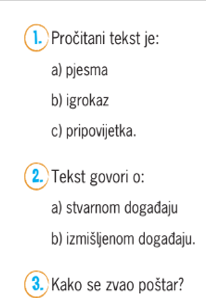 1. Pročitani tekst je:
a) pjesma
b) igrokaz
c) pripovijetka.
2. Tekst govori o:
a) stvarnom događaju
b) izmišljenom događaju.
3. Kako se zvao poštar?